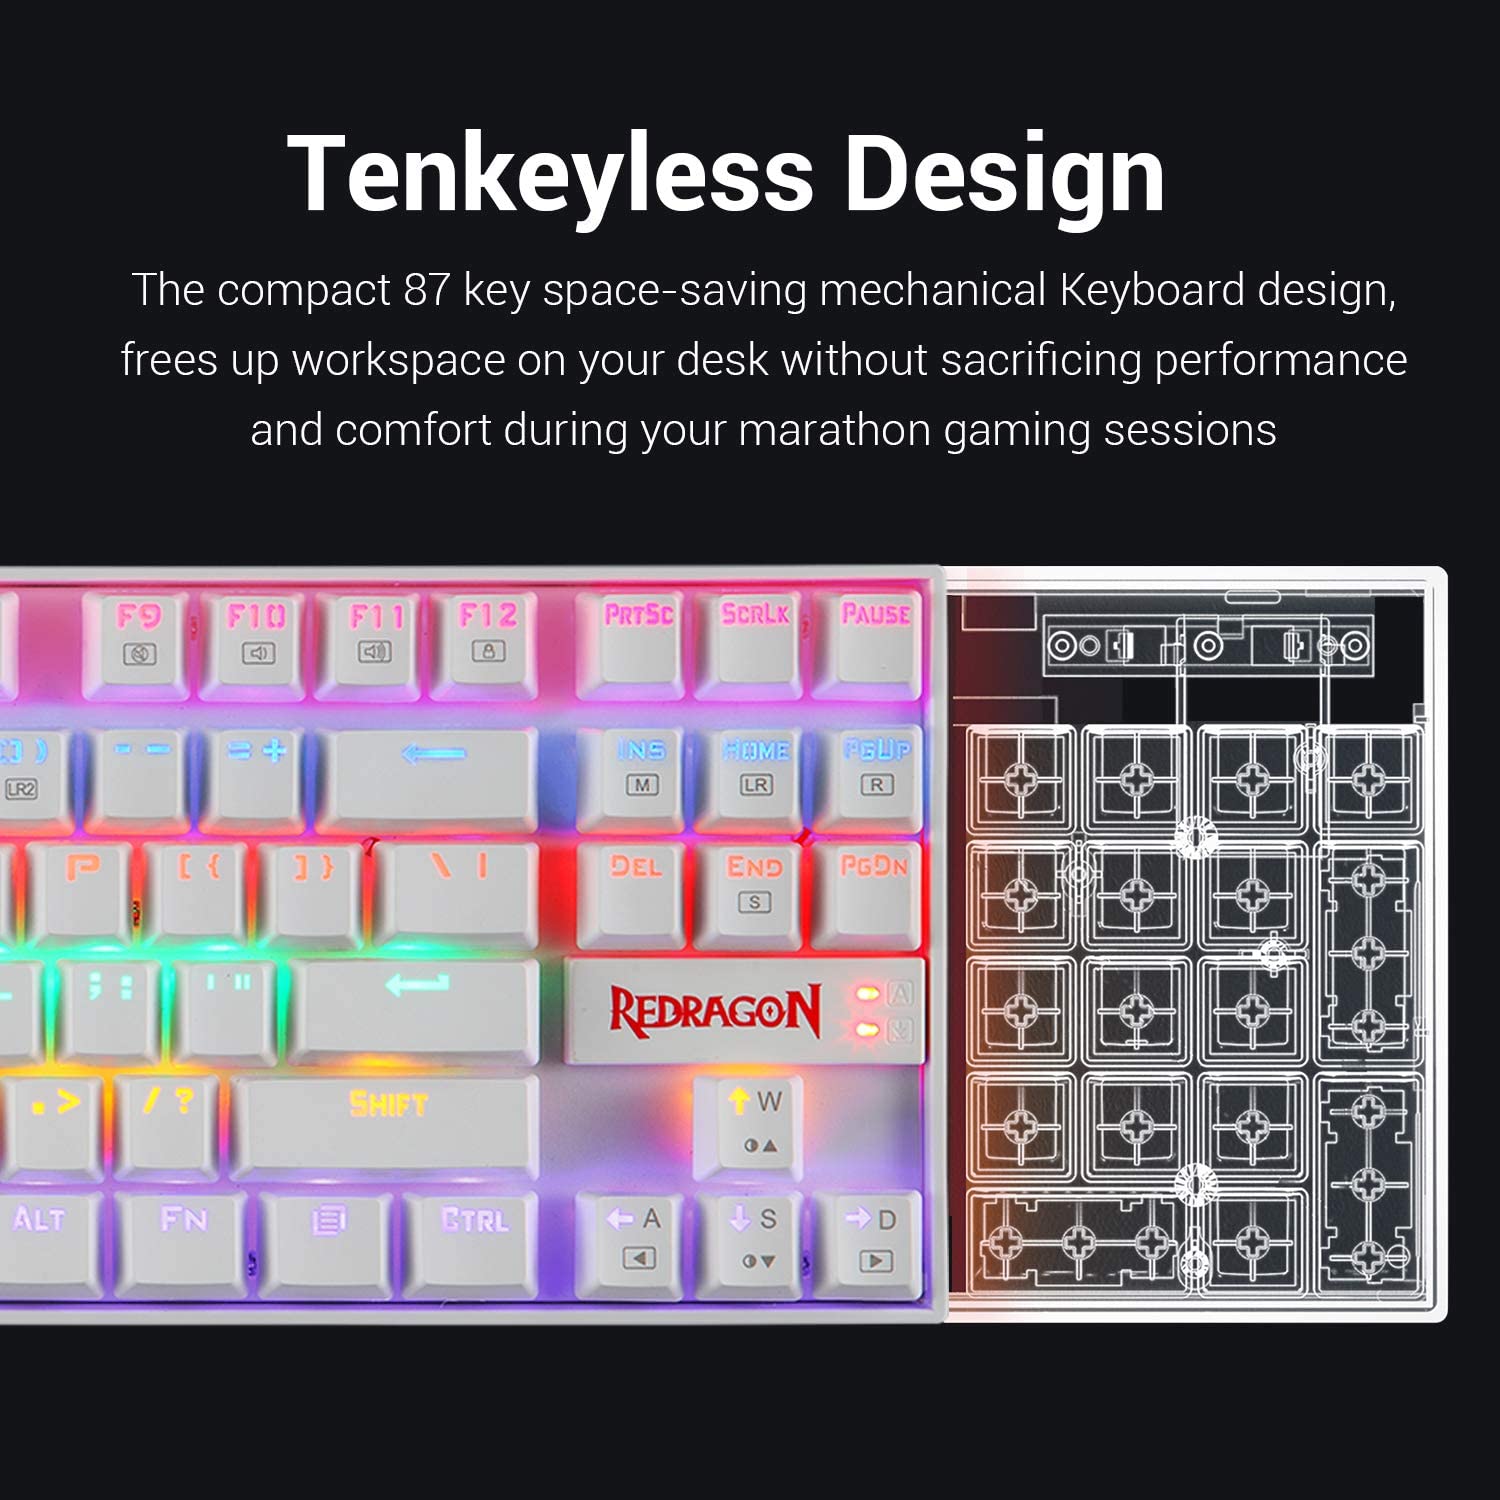 Tenkeyless Design
The compact 87 key space-saving mechanical Keyboard design,
frees up workspace on your desk without sacrificing performance
and comfort during your marathon gaming sessions
F9 F10 F11 F12 PRTSC SCRLK PAUSE
) - - = + INS HOME PGUP
LR2 M LR R
P [ { ] } \ | DEL END PGDN
S
; : ' " REDRAGON A
. > / ? SHIFT W
ALT FN CTRL A S D